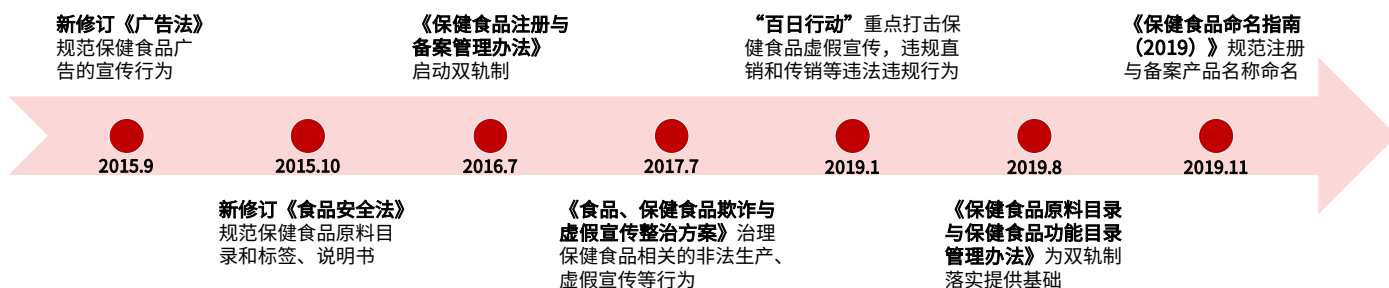 新修订《广告法》
规范保健食品广
告的宣传行为
《保健食品注册与
备案管理办法》
启动双轨制
“百日行动”重点打击保
健食品虚假宣传，违规直
销和传销等违法违规行为
《保健食品命名指南
（2019）》规范注册
与备案产品名称命名
2015.9
2015.10
2016.7
2017.7
2019.1
2019.8
2019.11
新修订《食品安全法》
规范保健食品原料目
录和标签、说明书
《食品、保健食品欺诈与
虚假宣传整治方案》治理
保健食品相关的非法生产、
虚假宣传等行为
《保健食品原料目录
与保健食品功能目录
管理办法》为双轨制
落实提供基础